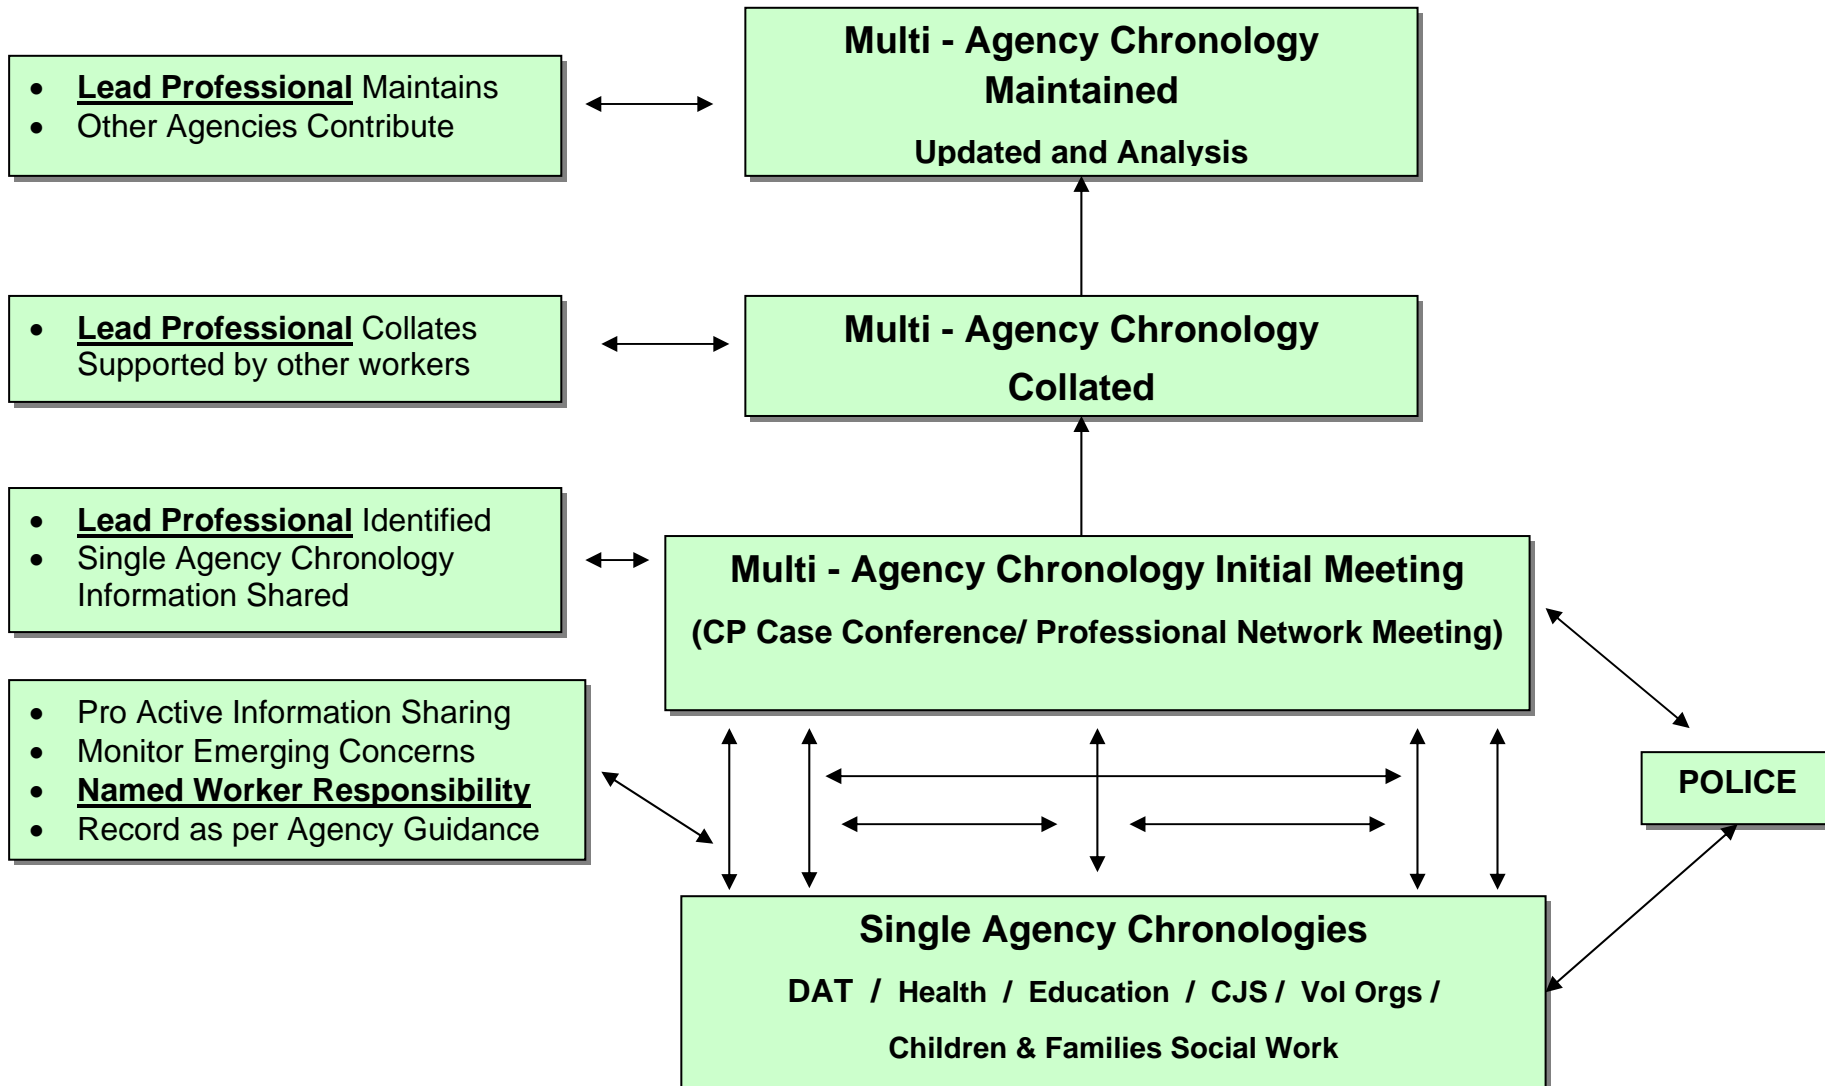 Multi - Agency Chronology
Maintained
Updated and Analysis
• Lead Professional Maintains
• Other Agencies Contribute
• Lead Professional Collates
Supported by other workers
Multi - Agency Chronology
Collated
• Lead Professional Identified
• Single Agency Chronology
Information Shared
Multi - Agency Chronology Initial Meeting
(CP Case Conference/ Professional Network Meeting)
• Pro Active Information Sharing
• Monitor Emerging Concerns
• Named Worker Responsibility
• Record as per Agency Guidance
POLICE
Single Agency Chronologies
DAT / Health / Education / CJS / Vol Orgs /
Children & Families Social Work